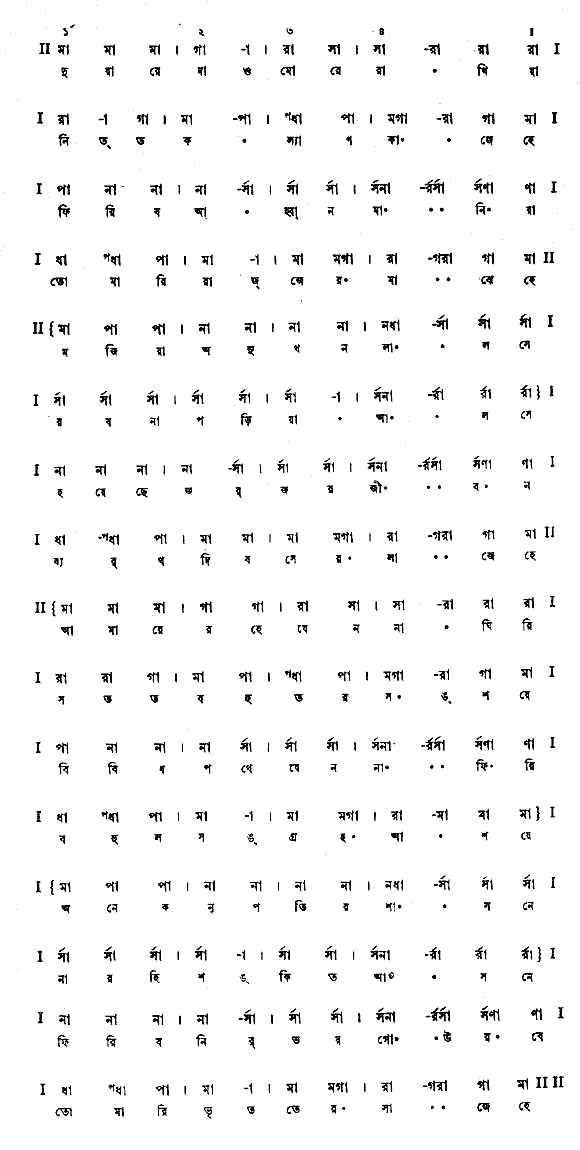 ১´ ২ ৩ ৪ ৪
II মা মা মা । গা -া । রা সা । সা -রা রা রা I
দু য়া রে দা ও মো রে রা • খি য়া
I রা -া গা । মা -পা । পধা পা । মগা -রা গা মা I
নি ত্ ত ক • ল্যা ণ কা• • জে হে
I পা না না । না -র্সা । র্সা র্সা । র্সনা -র্রর্সা র্সণা ণা I
ফি রি ব আ • হ্বা ন মা• •• নি• য়া
I ধা পধা পা । মা -া । মা মগা । রা -গরা গা মা II
তো মা রি রা জ্ জে র• মা •• ঝে হে
II { মা পা পা । না না । না না । নধা -র্সা র্সা র্সা I
ম জি য়া অ নু খ ন লা• • ল সে
I র্সা র্সা র্সা । র্সা র্সা । র্সা -া । র্সনা -র্রা র্রা র্রা } I
র ব না প ড়ি য়া • আ• • ল সে
I না না না । না -র্সা । র্সা র্সা । র্সনা -র্রর্সা র্সণা ণা I
হ য়ে ছে জ র্ জ র জী• •• ব• ন
I ধা -পধা পা । মা মা । মা মগা । রা -গরা গা মা II
ব্য র্ থ দি ব সে র• লা •• জে হে
II { মা মা মা । গা গা । রা সা । সা -রা রা রা I
আ মা য়ে র হে যে ন না • ঘি রি
I রা রা গা । মা পা । পধা পা । মগা -রা গা মা I
স ত ত ব হু ত র স• ঙ্ শ য়ে
I পা না না । না র্সা । র্সা র্সা । র্সনা -র্রর্সা র্সণা ণা I
বি বি ধ প থে যে ন না• •• ফি• রি
I ধা পধা পা । মা -া । মা মগা । রা -মা মা মা } I
ব হু ল স ঙ্ গ্র হ• আ • শ য়ে
I { মা পা পা । না না । না না । নধা -র্সা র্সা র্সা I
অ নে ক নৃ প তি র শা• • স নে
I র্সা র্সা র্সা । র্সা -া । র্সা র্সা । র্সনা -র্রা র্রা র্রা } I
না র হি শ ঙ্ কি ত আ• • স নে
I না না না । না -র্সা । র্সা র্সা । র্সনা -র্রর্সা র্সণা ণা I
ফি রি ব নি র্ ভ র গৌ• •উ র• বে
I ধা পধা পা । মা -া । মা মগা । রা -গরা গা মা II II
তো মা রি ভৃ ত তে র• সা •• জে হে